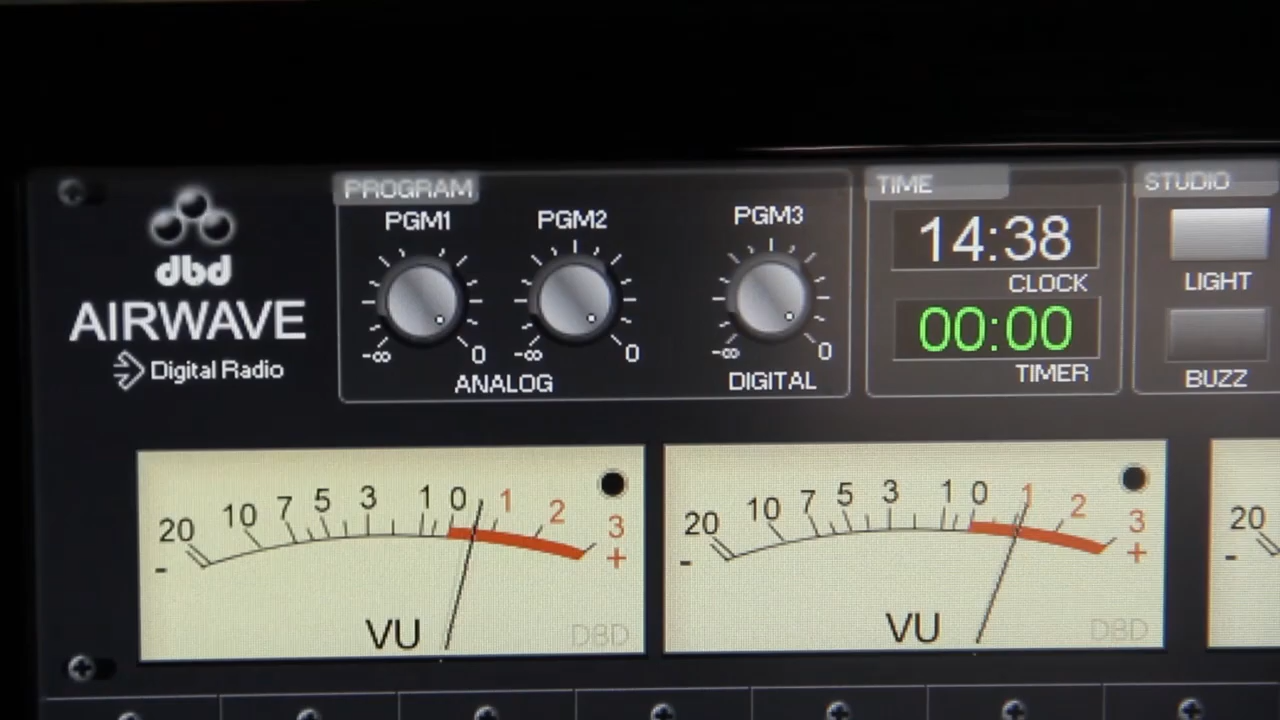 dbd
AIRWAVE
Digital Radio
PROGRAM
PGM1 PGM2 PGM3
-∞ 0 -∞ 0 -∞ 0
ANALOG DIGITAL
TIME
14:38
CLOCK
00:00
TIMER
STUDIO
LIGHT
BUZZ
20 10 7 5 3 1 0 1 2 3
- +
VU DBD
20 10 7 5 3 1 0 1 2 3
- +
VU DBD
20
-